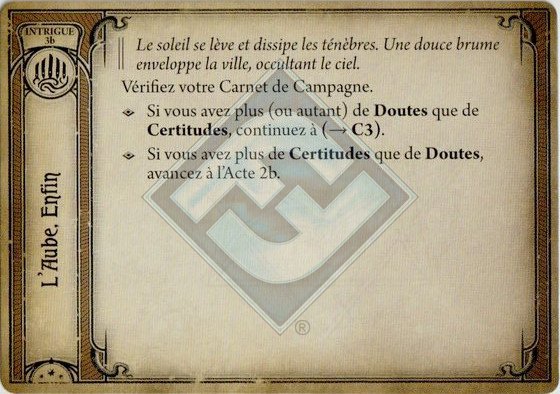 INTRIGUE
3b
L'Aube, Enfin
Le soleil se lève et dissipe les ténèbres. Une douce brume
enveloppe la ville, occultant le ciel.
Vérifiez votre Carnet de Campagne.
Si vous avez plus (ou autant) de Doutes que de
Certitudes, continuez à (→ C3).
Si vous avez plus de Certitudes que de Doutes,
avancez à l'Acte 2b.
FF
®